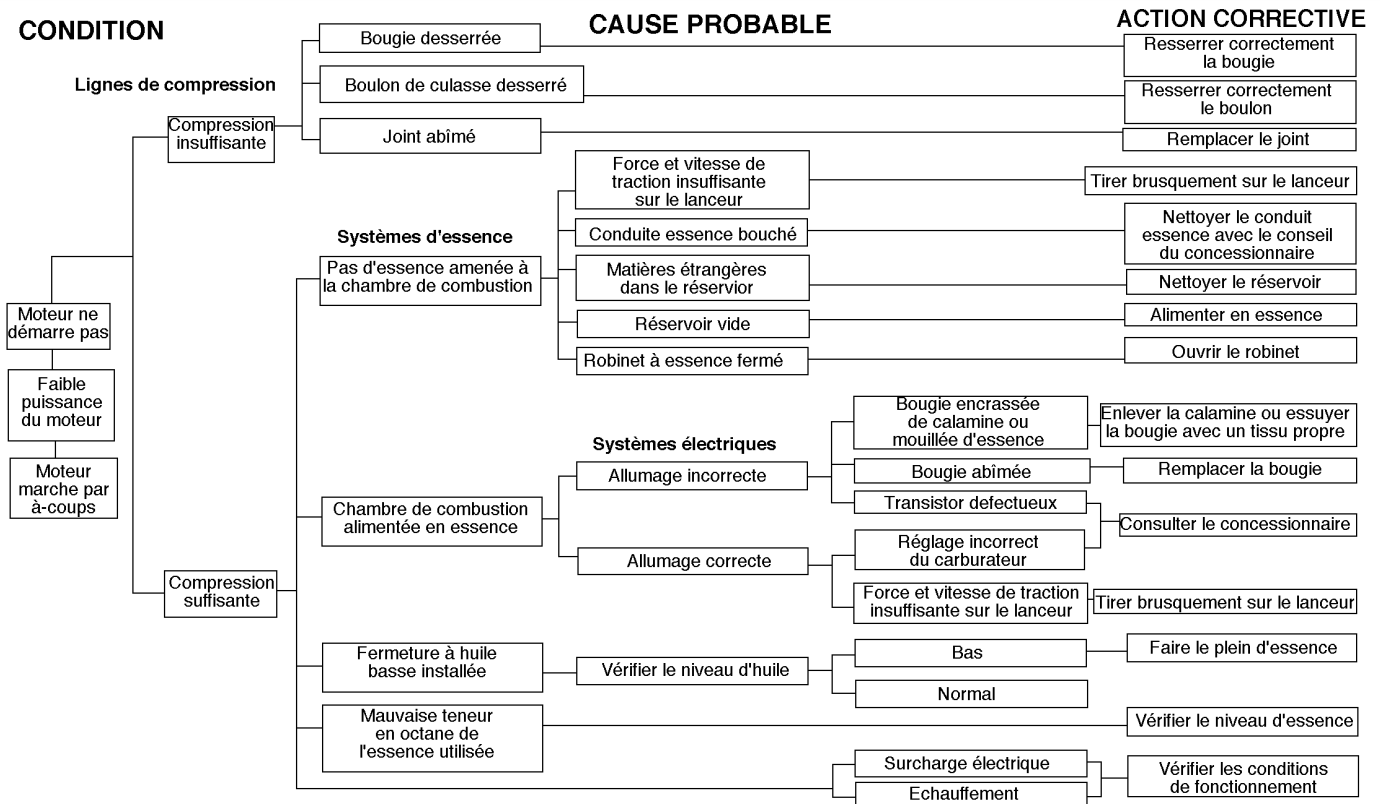 CONDITION
CAUSE PROBABLE
ACTION CORRECTIVE
Lignes de compression
Bougie desserrée
Resserrer correctement
la bougie
Boulon de culasse desserré
Resserrer correctement
le boulon
Compression
insuffisante
Joint abîmé
Remplacer le joint
Force et vitesse de
traction insuffisante
sur le lanceur
Tirer brusquement sur le lanceur
Systèmes d'essence
Conduite essence bouché
Nettoyer le conduit
essence avec le conseil
du concessionnaire
Pas d'essence amenée à
la chambre de combustion
Matières étrangères
dans le réservior
Nettoyer le réservoir
Réservoir vide
Alimenter en essence
Robinet à essence fermé
Ouvrir le robinet
Moteur ne
démarre pas
Faible
puissance
du moteur
Moteur
marche par
à-coups
Systèmes électriques
Bougie encrassée
de calamine ou
mouillée d'essence
Enlever la calamine ou essuyer
la bougie avec un tissu propre
Allumage incorrecte
Bougie abîmée
Remplacer la bougie
Chambre de combustion
alimentée en essence
Transistor defectueux
Consulter le concessionnaire
Allumage correcte
Réglage incorrect
du carburateur
Compression
suffisante
Force et vitesse de traction
insuffisante sur le lanceur
Tirer brusquement sur le lanceur
Fermeture à huile
basse installée
Vérifier le niveau d'huile
Bas
Faire le plein d'essence
Normal
Mauvaise teneur
en octane de
l'essence utilisée
Vérifier le niveau d'essence
Surcharge électrique
Echauffement
Vérifier les conditions
de fonctionnement